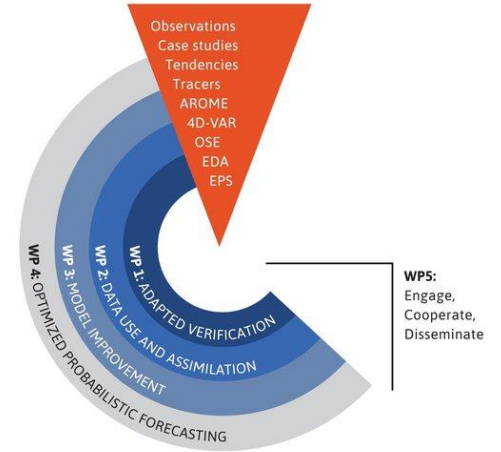 Observations
Case studies
Tendencies
Tracers
AROME
4D-VAR
OSE
EDA
EPS
WP 1: ADAPTED VERIFICATION
WP 2: DATA USE AND ASSIMILATION
WP 3: MODEL IMPROVEMENT
WP 4: OPTIMIZED PROBABILISTIC FORECASTING
WP5:
Engage,
Cooperate,
Disseminate